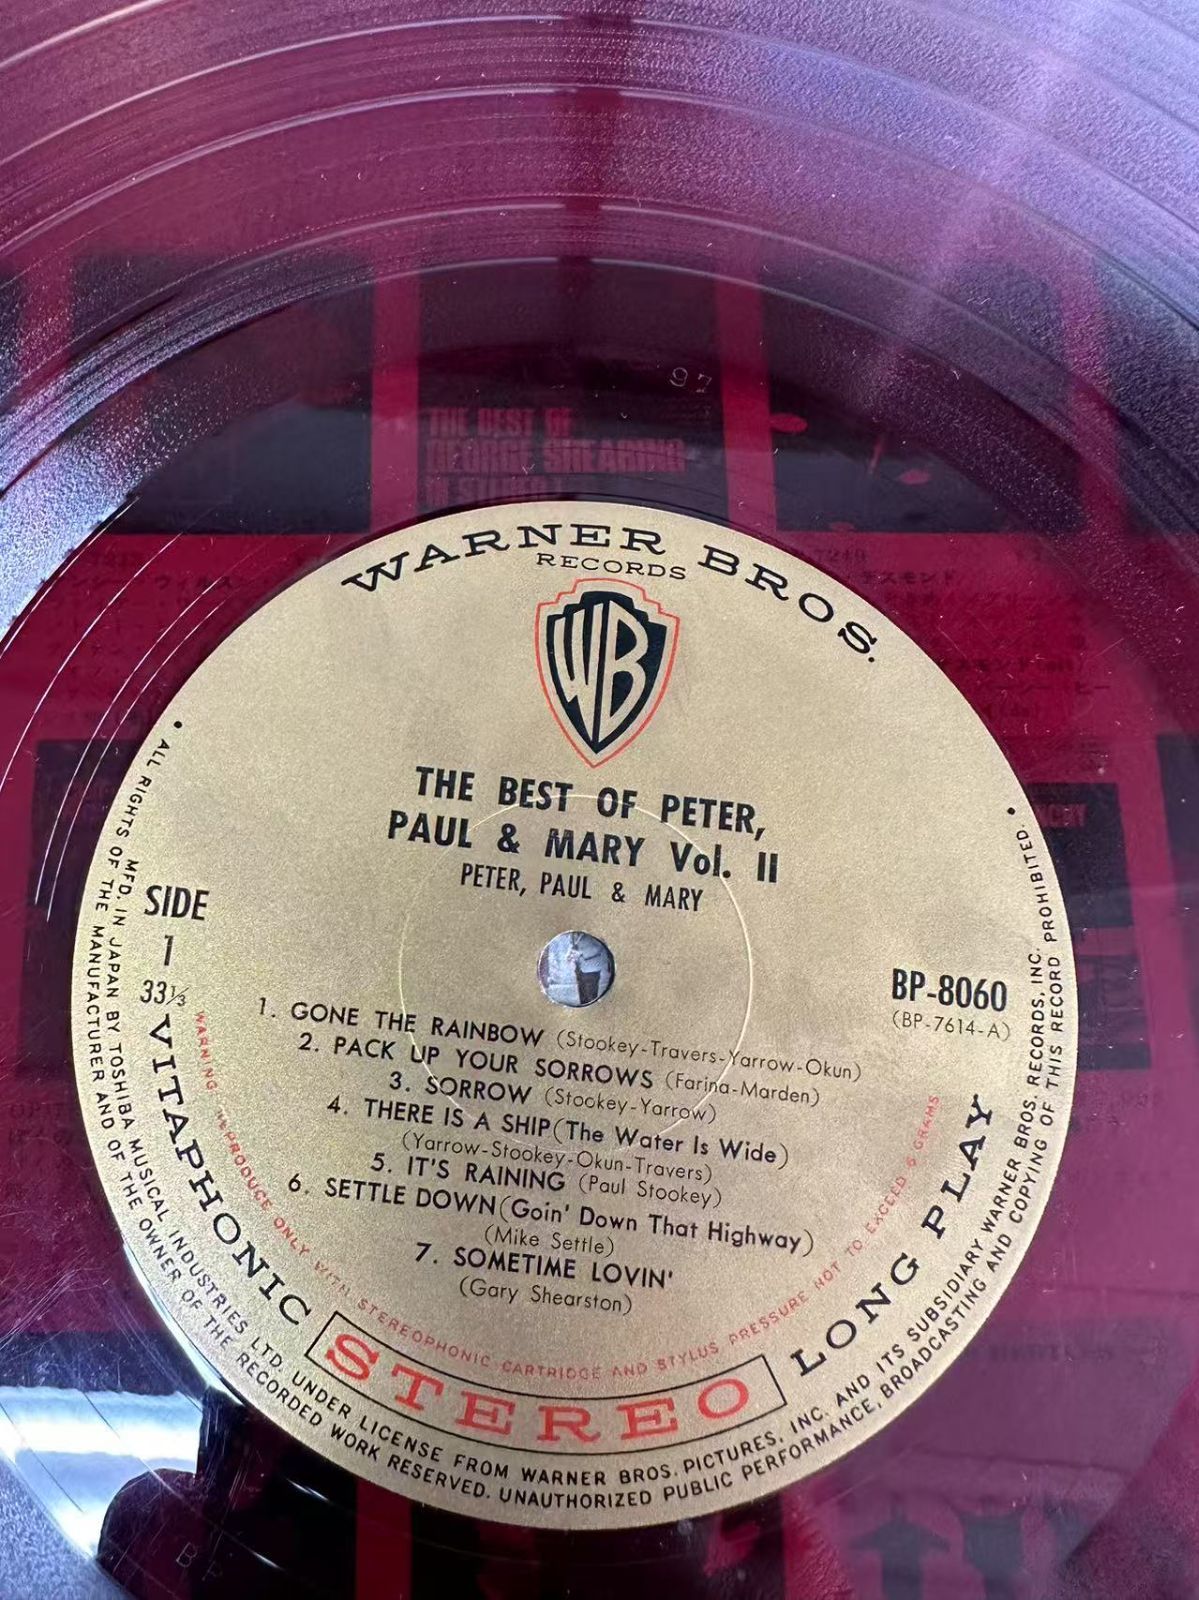 97
THE BEST OF
GEORGE SHEARING
WARNER BROS.
RECORDS
WB
THE BEST OF PETER,
PAUL & MARY Vol. II
PETER, PAUL & MARY
SIDE
1
33⅓
BP-8060
(BP-7614-A)
1. GONE THE RAINBOW (Stookey-Travers-Yarrow-Okun)
2. PACK UP YOUR SORROWS (Farina-Marden)
3. SORROW (Stookey-Yarrow)
4. THERE IS A SHIP(The Water Is Wide)
(Yarrow-Stookey-Okun-Travers)
5. IT'S RAINING (Paul Stookey)
6. SETTLE DOWN(Goin' Down That Highway)
(Mike Settle)
7. SOMETIME LOVIN'
(Gary Shearston)
WARNING: REPRODUCE ONLY WITH STEREOPHONIC CARTRIDGE AND STYLUS PRESSURE NOT TO EXCEED 6 GRAMS
VITAPHONIC STEREO LONG PLAY
MFD. IN JAPAN BY TOSHIBA MUSICAL INDUSTRIES LTD. UNDER LICENSE FROM WARNER BROS. PICTURES, INC. AND ITS SUBSIDIARY WARNER BROS. RECORDS, INC.
• ALL RIGHTS OF THE MANUFACTURER AND OF THE OWNER OF THE RECORDED WORK RESERVED. UNAUTHORIZED PUBLIC PERFORMANCE, BROADCASTING AND COPYING OF THIS RECORD PROHIBITED. •